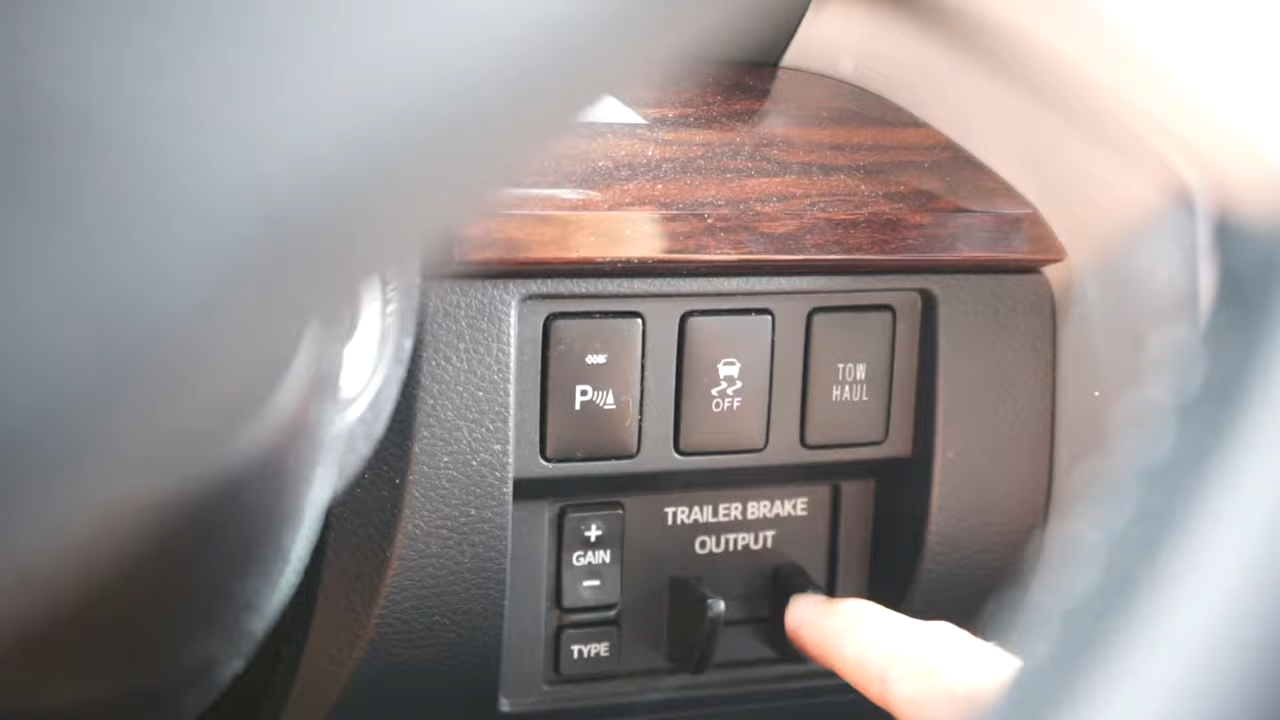 P
OFF
TOW
HAUL
TRAILER BRAKE
OUTPUT
+
GAIN
−
TYPE